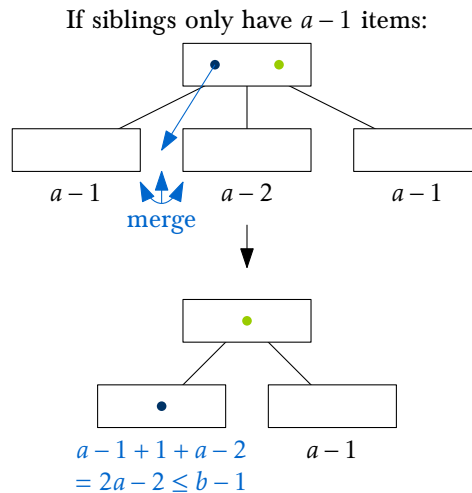 If siblings only have a − 1 items:
a − 1
a − 2
a − 1
merge
a − 1 + 1 + a − 2
= 2a − 2 ≤ b − 1
a − 1